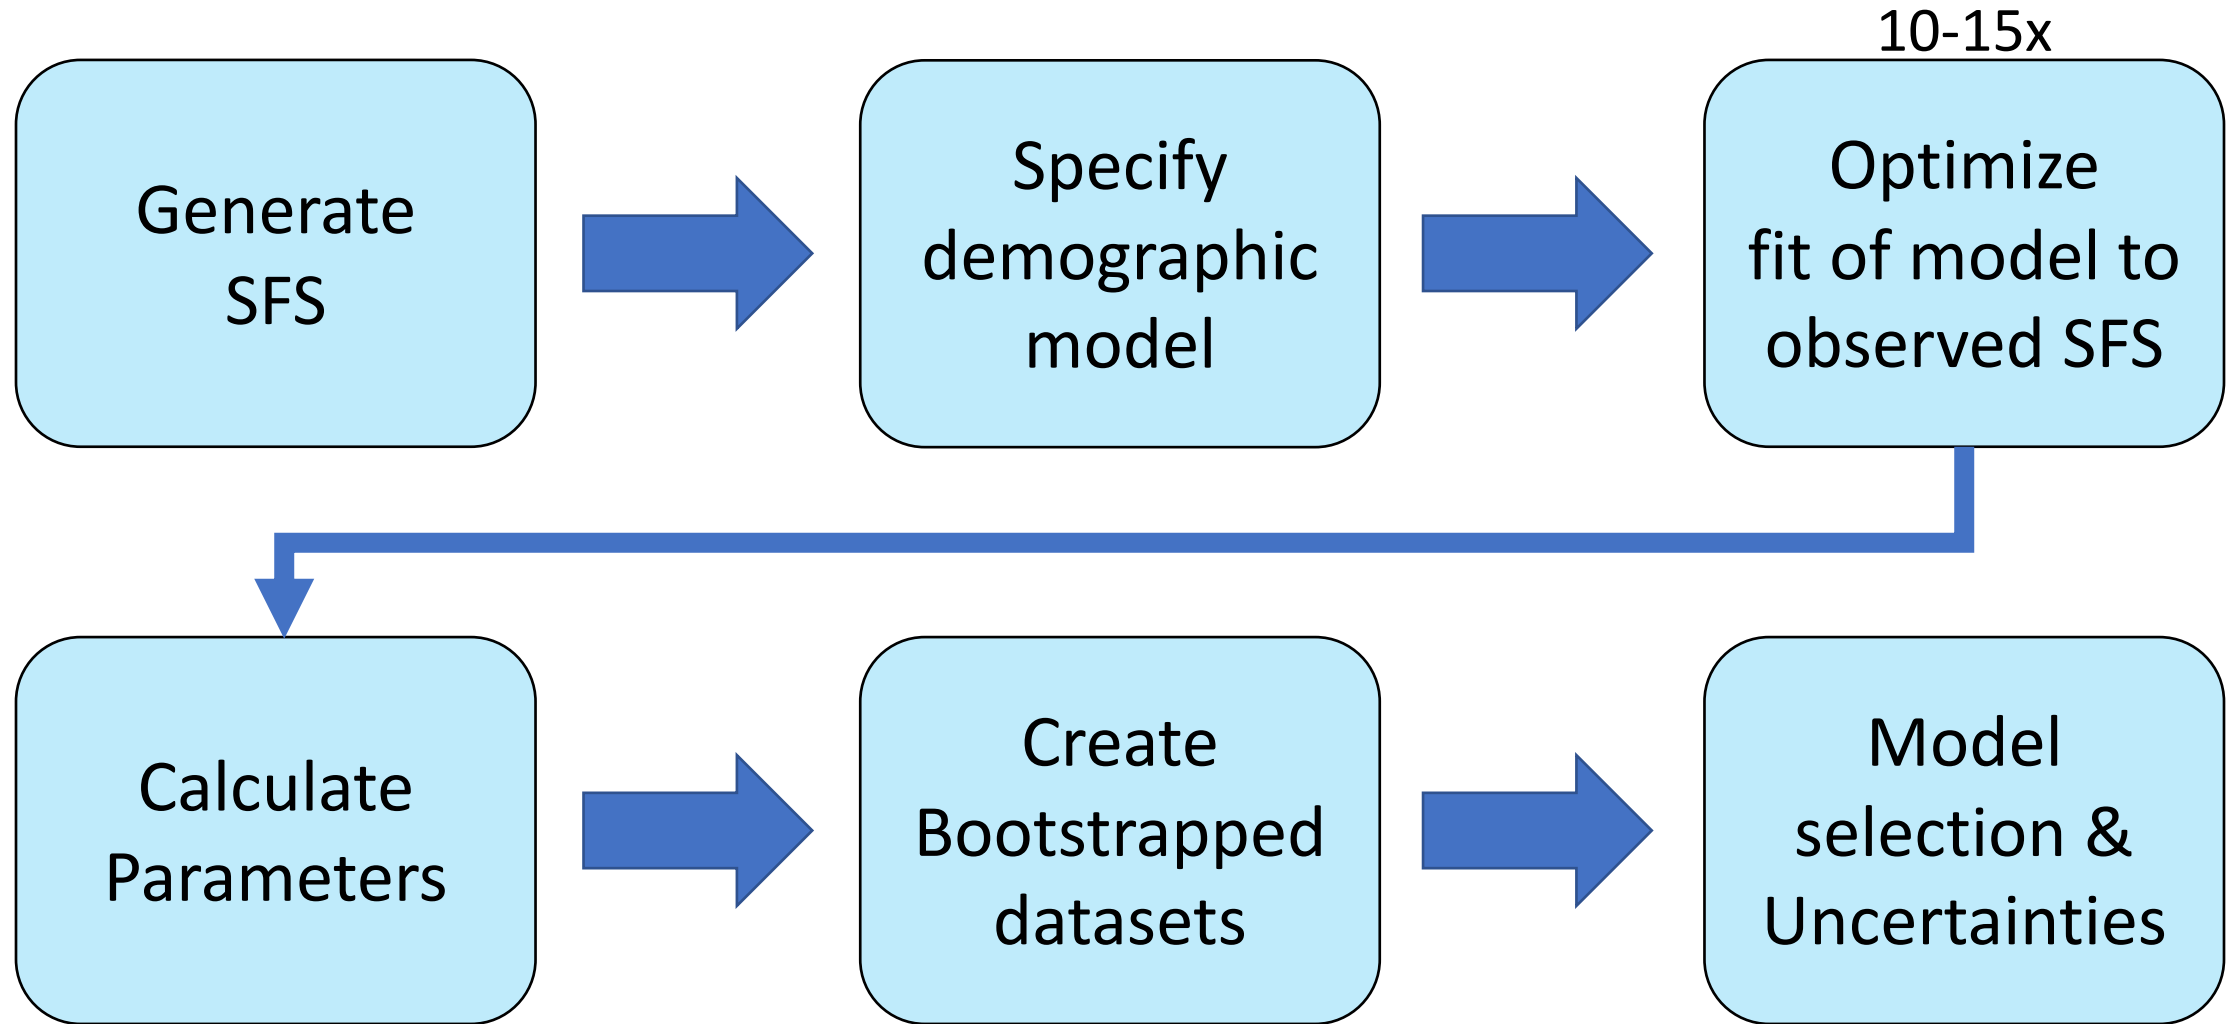 Generate
SFS
Specify
demographic
model
10-15x
Optimize
fit of model to
observed SFS
Calculate
Parameters
Create
Bootstrapped
datasets
Model
selection &
Uncertainties